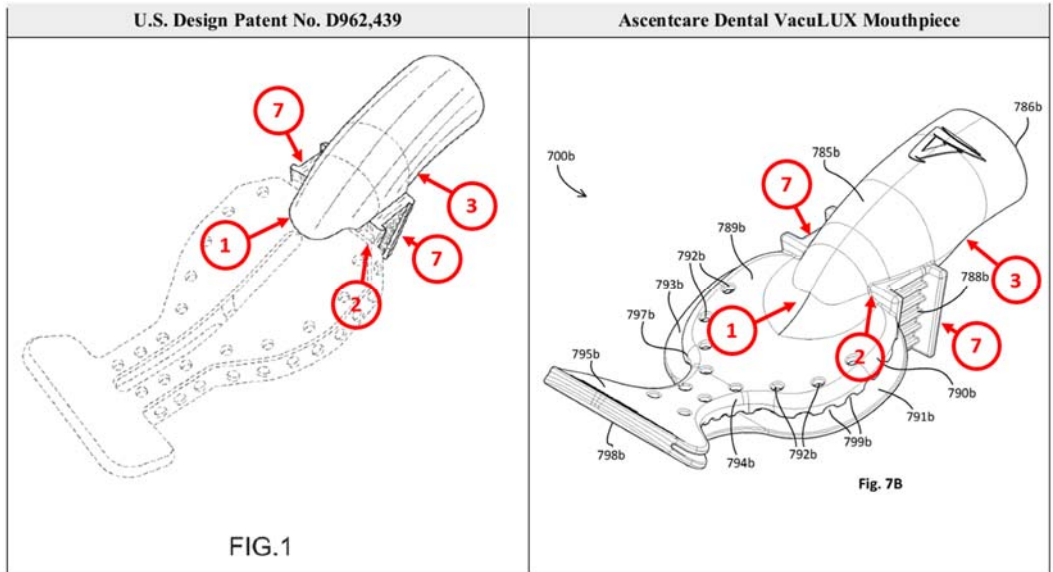 U.S. Design Patent No. D962,439
Ascentcare Dental VacuLUX Mouthpiece
7
1
2
3
7
FIG.1
700b
786b
785b
7
789b
792b
793b
797b
795b
1
2
3
788b
7
790b
791b
799b
792b
794b
798b
Fig. 7B